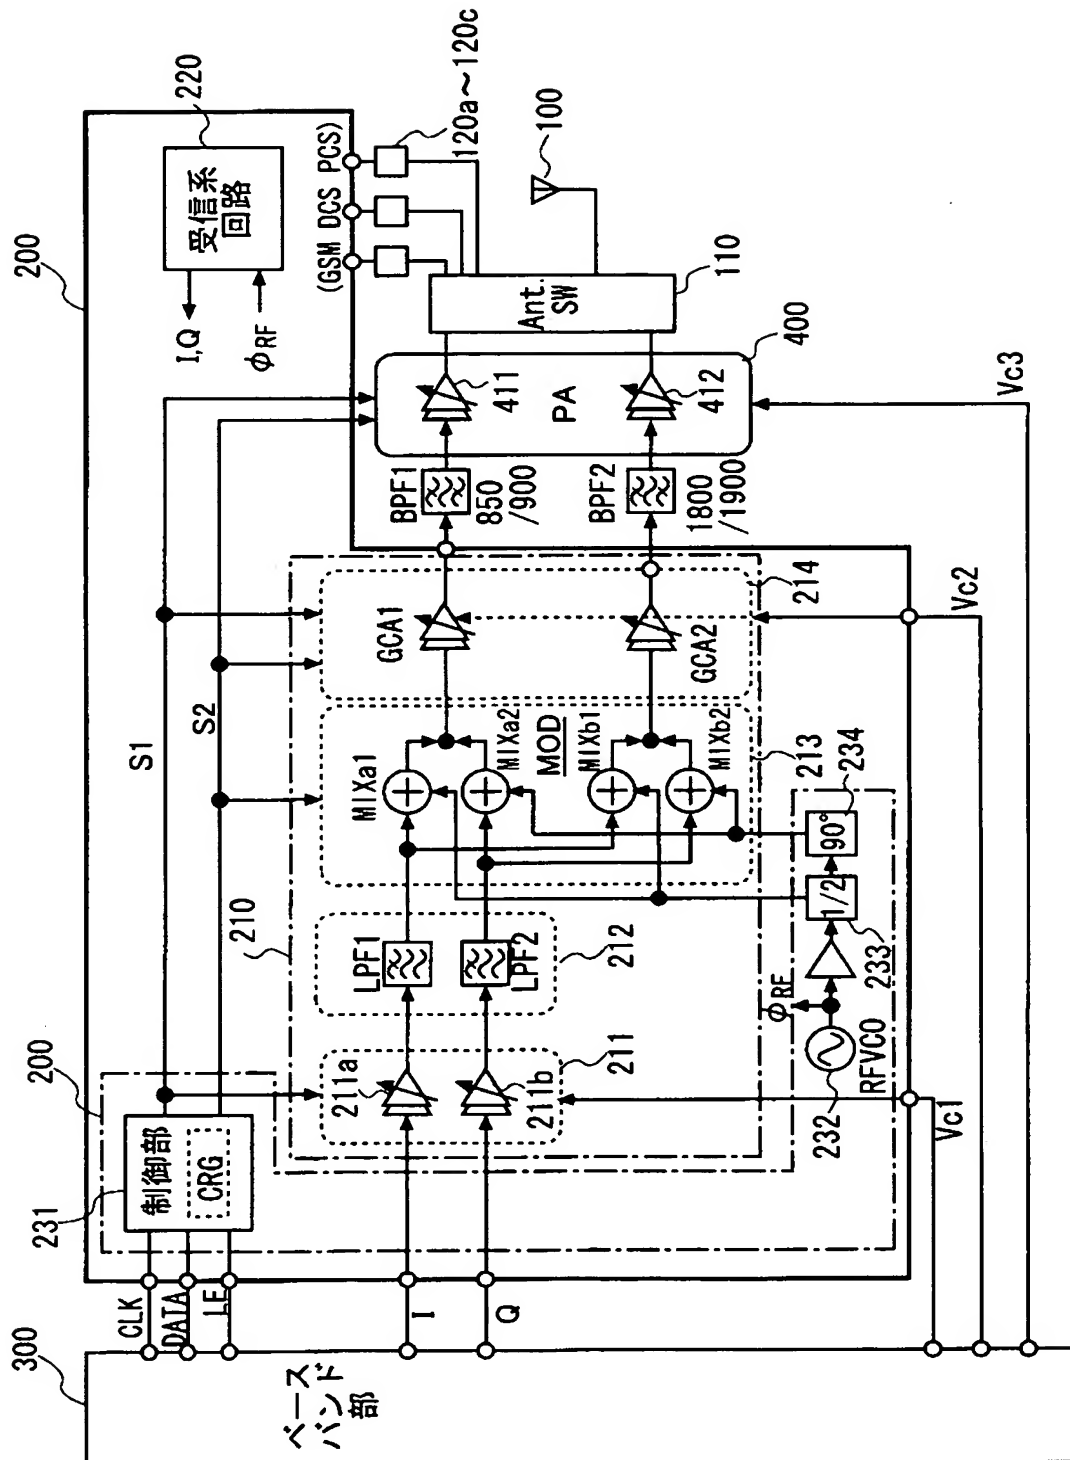 300
ベースバンド部
CLK
DATA
LE
I
Q
231
制御部
CRG
200
S1
S2
210
211a
211b
211
LPF1
LPF2
212
MIXa1
MIXa2
MOD
MIXb1
MIXb2
213
GCA1
GCA2
214
ϕRF
RFVCO
232
1/2
233
90°
234
Vc1
Vc2
Vc3
200
受信系回路
220
I,Q
ϕRF
BPF1
850/900
BPF2
1800/1900
PA
411
412
400
Ant. SW
110
(GSM DCS PCS)
120a～120c
100